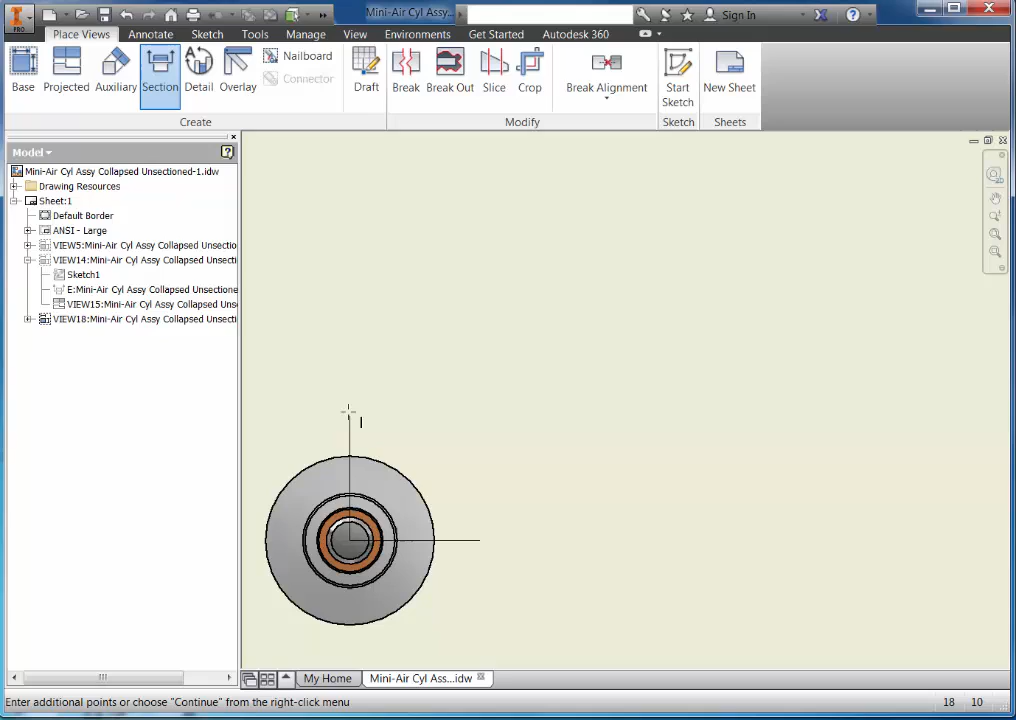 Mini-Air Cyl Assy...
Sign In
PRO
Place Views
Annotate
Sketch
Tools
Manage
View
Environments
Get Started
Autodesk 360
Base
Projected
Auxiliary
Section
Detail
Overlay
Nailboard
Connector
Draft
Break
Break Out
Slice
Crop
Break Alignment
Start
Sketch
New Sheet
Create
Modify
Sketch
Sheets
Model
Mini-Air Cyl Assy Collapsed Unsectioned-1.idw
Drawing Resources
Sheet:1
Default Border
ANSI - Large
VIEW5:Mini-Air Cyl Assy Collapsed Unsectio
VIEW14:Mini-Air Cyl Assy Collapsed Unsecti
Sketch1
E:Mini-Air Cyl Assy Collapsed Unsectione
VIEW15:Mini-Air Cyl Assy Collapsed Uns
VIEW18:Mini-Air Cyl Assy Collapsed Unsecti
My Home
Mini-Air Cyl Ass...idw
Enter additional points or choose "Continue" from the right-click menu
18
10